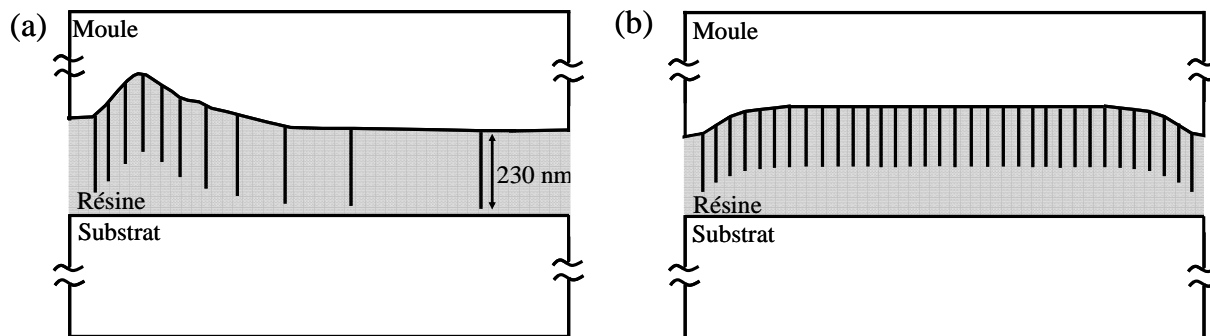 (a)
Moule
230 nm
Résine
Substrat
(b)
Moule
Résine
Substrat